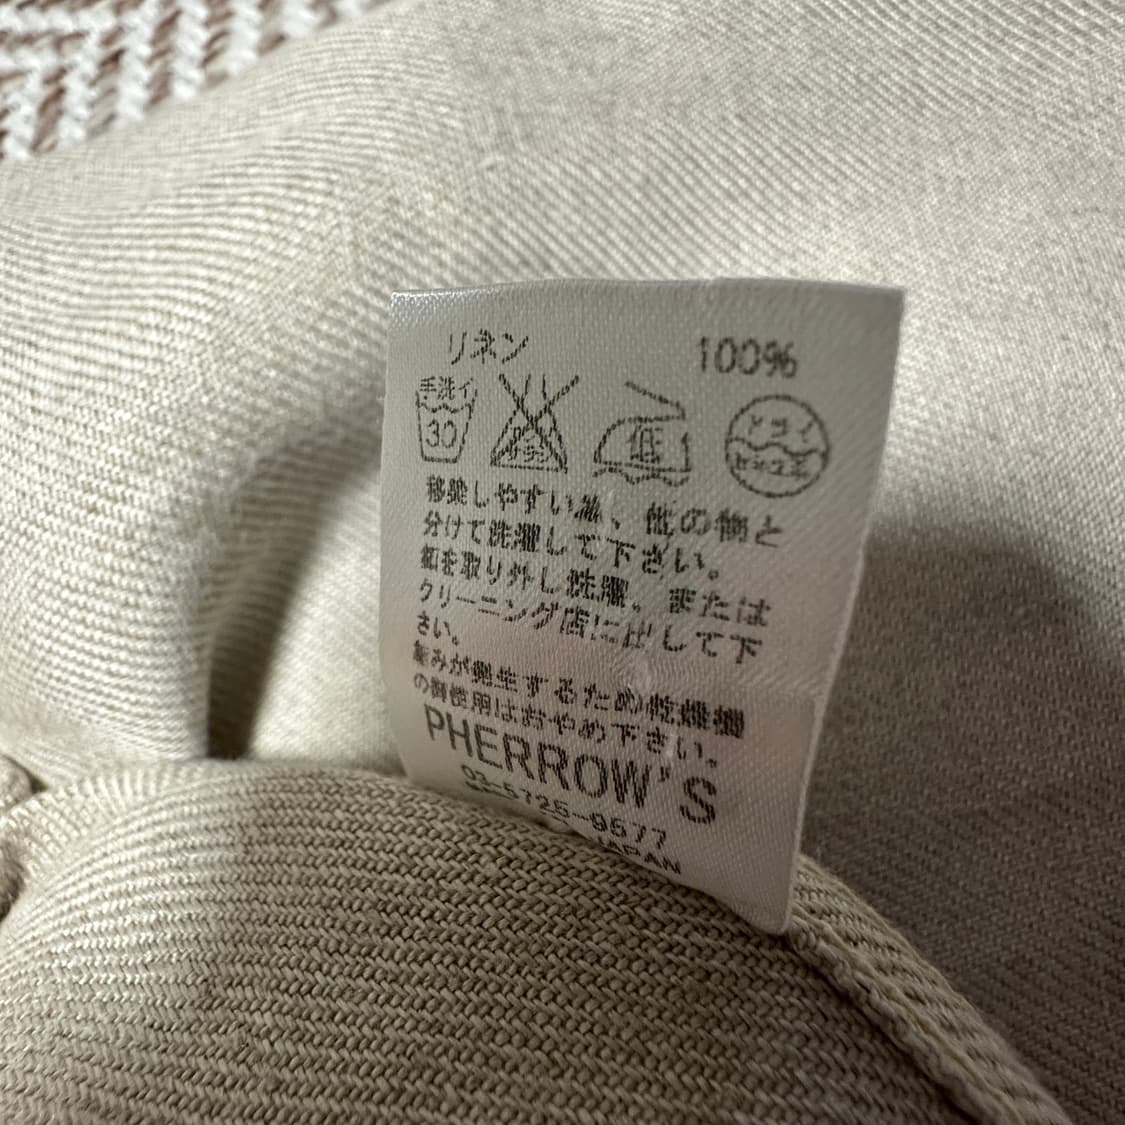 リネン 100%
手洗イ
30
低
ドライ
セキユ系
移染しやすい為、他の物と
分けて洗濯して下さい。
釦を取り外し洗濯、または
クリーニング店に出して下
さい。
縮みが発生するため乾燥機
の御使用はおやめ下さい。
PHERROW'S
03-5725-9577
JAPAN